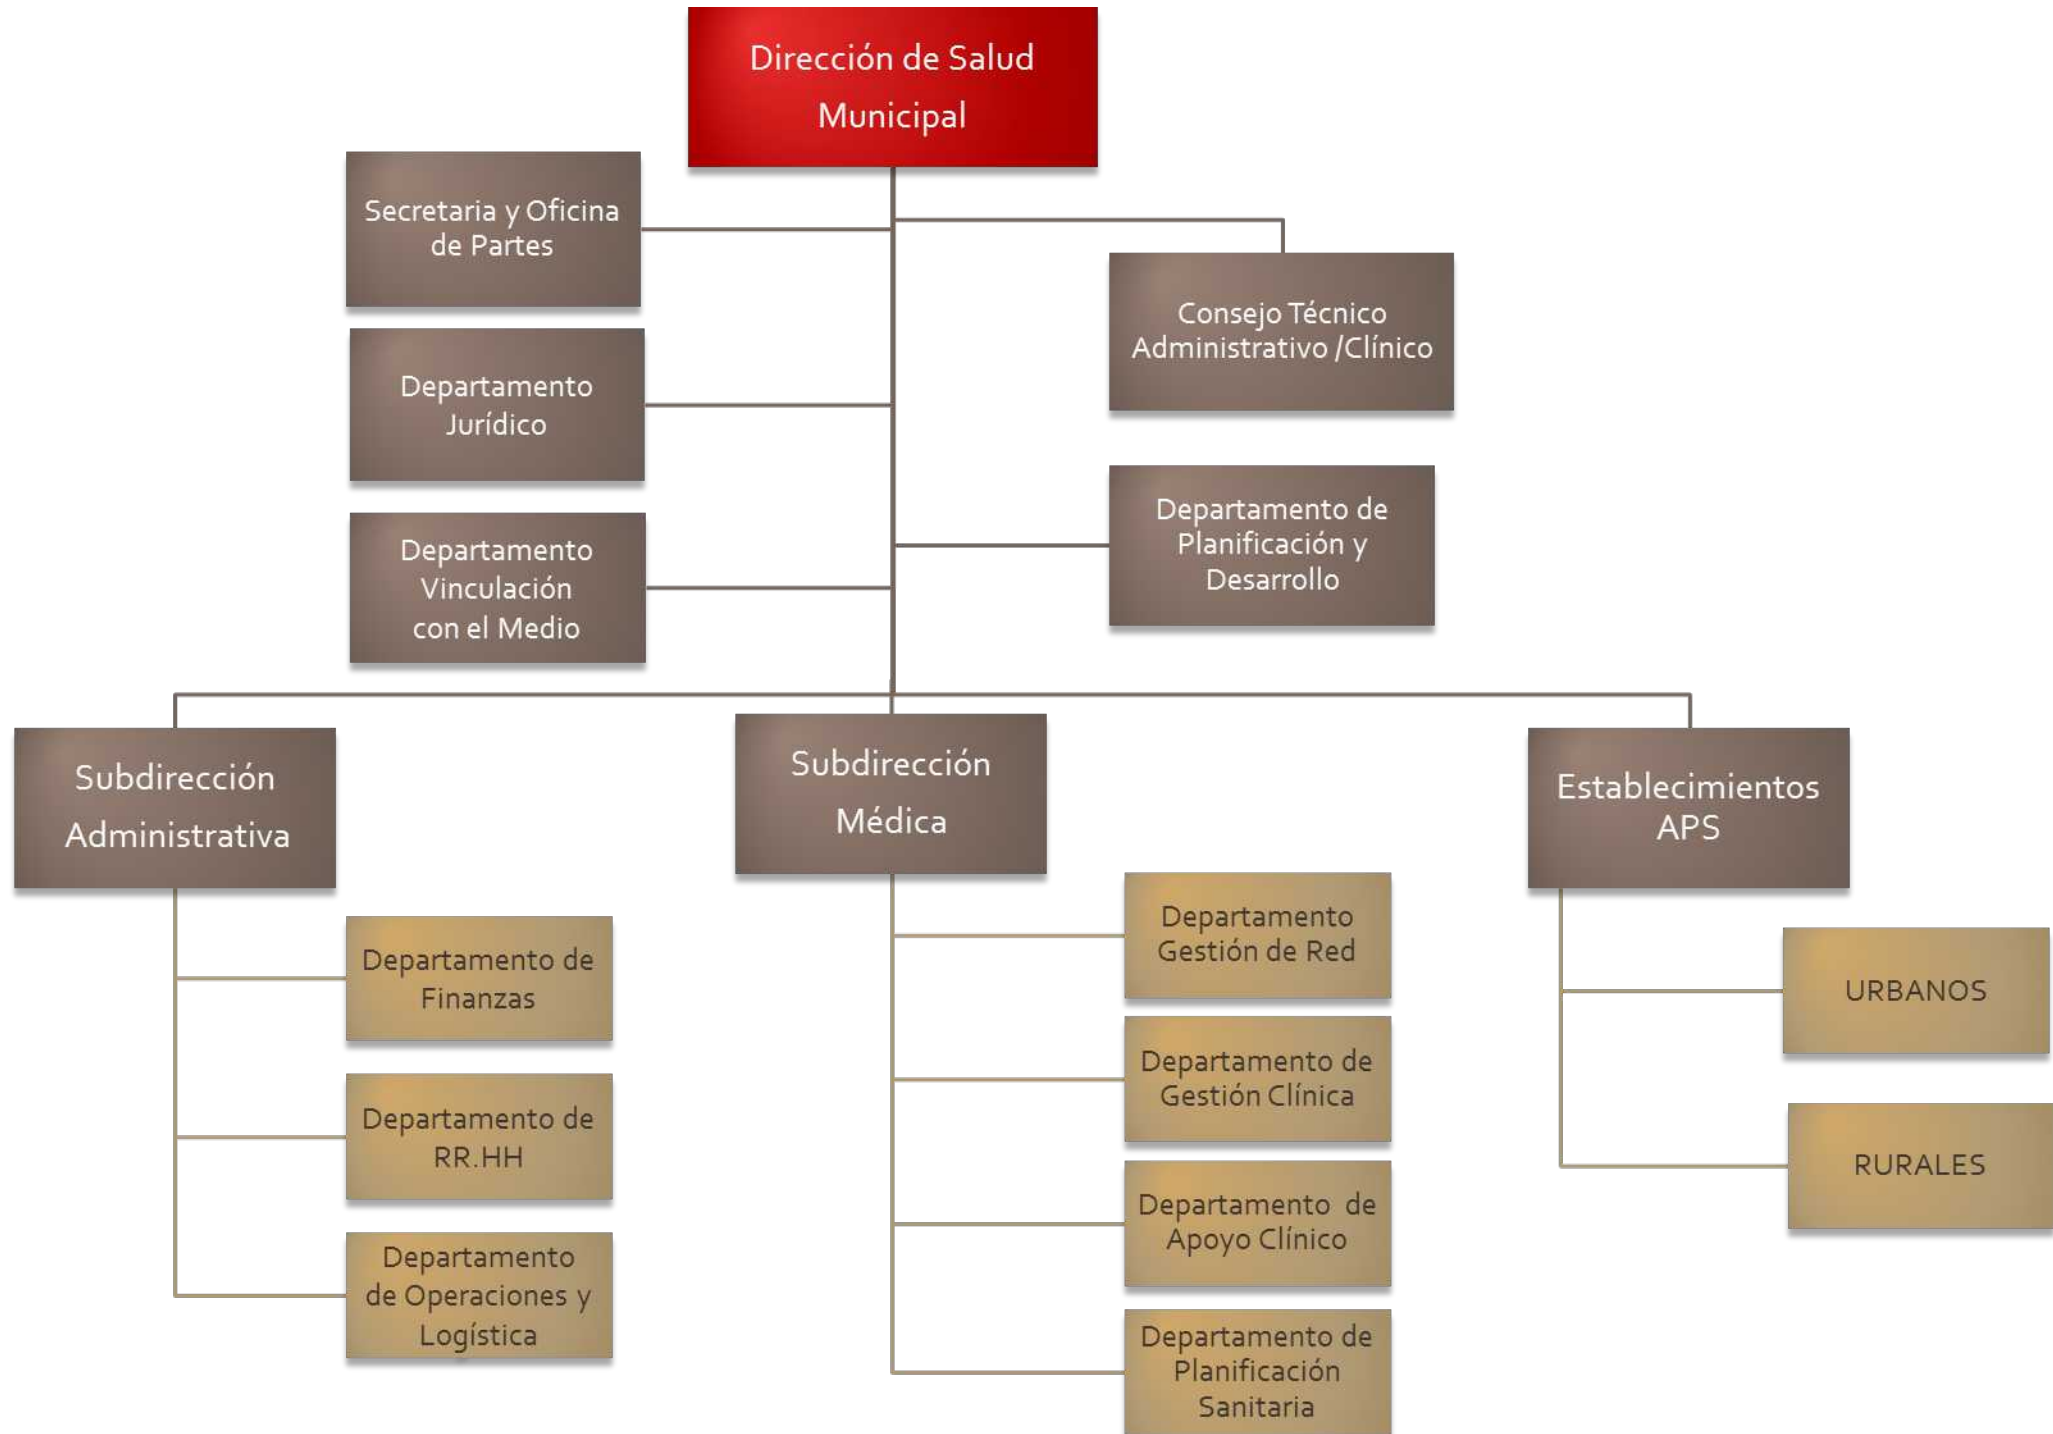 Dirección de Salud
Municipal
Secretaria y Oficina
de Partes
Consejo Técnico
Administrativo /Clínico
Departamento
Jurídico
Departamento de
Planificación y
Desarrollo
Departamento
Vinculación
con el Medio
Subdirección
Administrativa
Departamento de
Finanzas
Departamento de
RR.HH
Departamento
de Operaciones y
Logística
Subdirección
Médica
Departamento
Gestión de Red
Departamento de
Gestión Clínica
Departamento de
Apoyo Clínico
Departamento de
Planificación
Sanitaria
Establecimientos
APS
URBANOS
RURALES